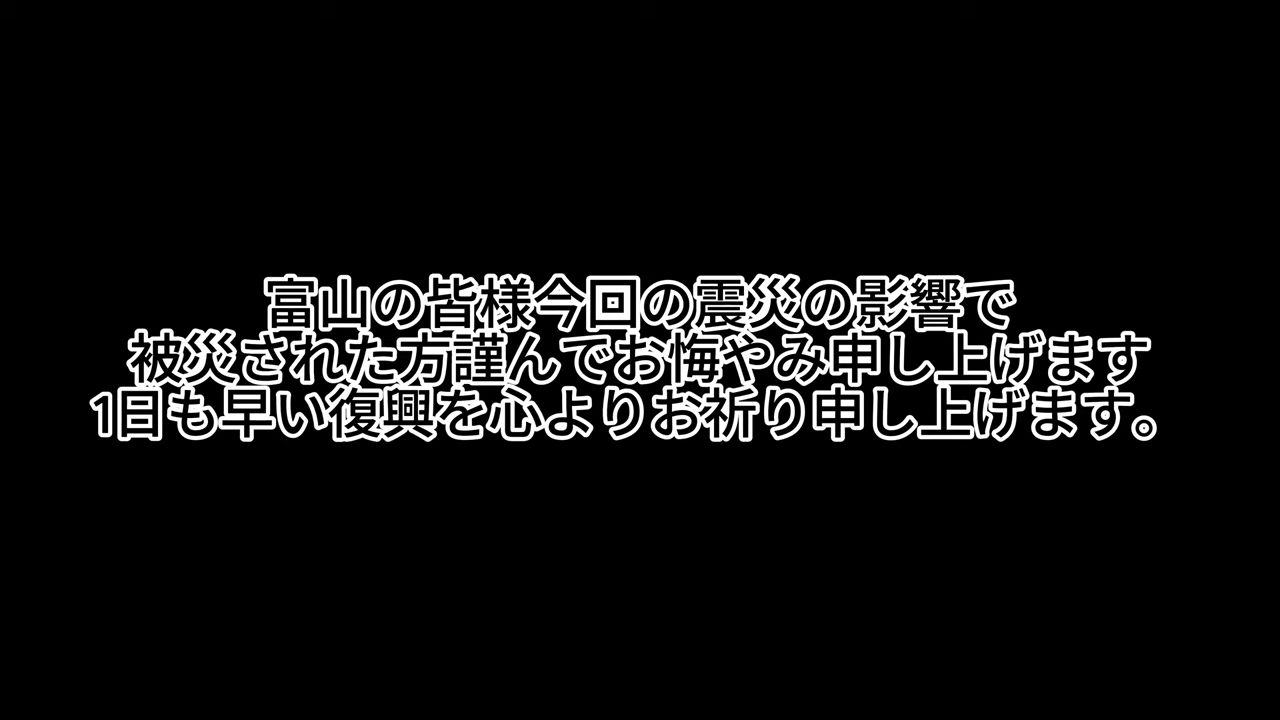 富山の皆様今回の震災の影響で
被災された方謹んでお悔やみ申し上げます
1日も早い復興を心よりお祈り申し上げます。